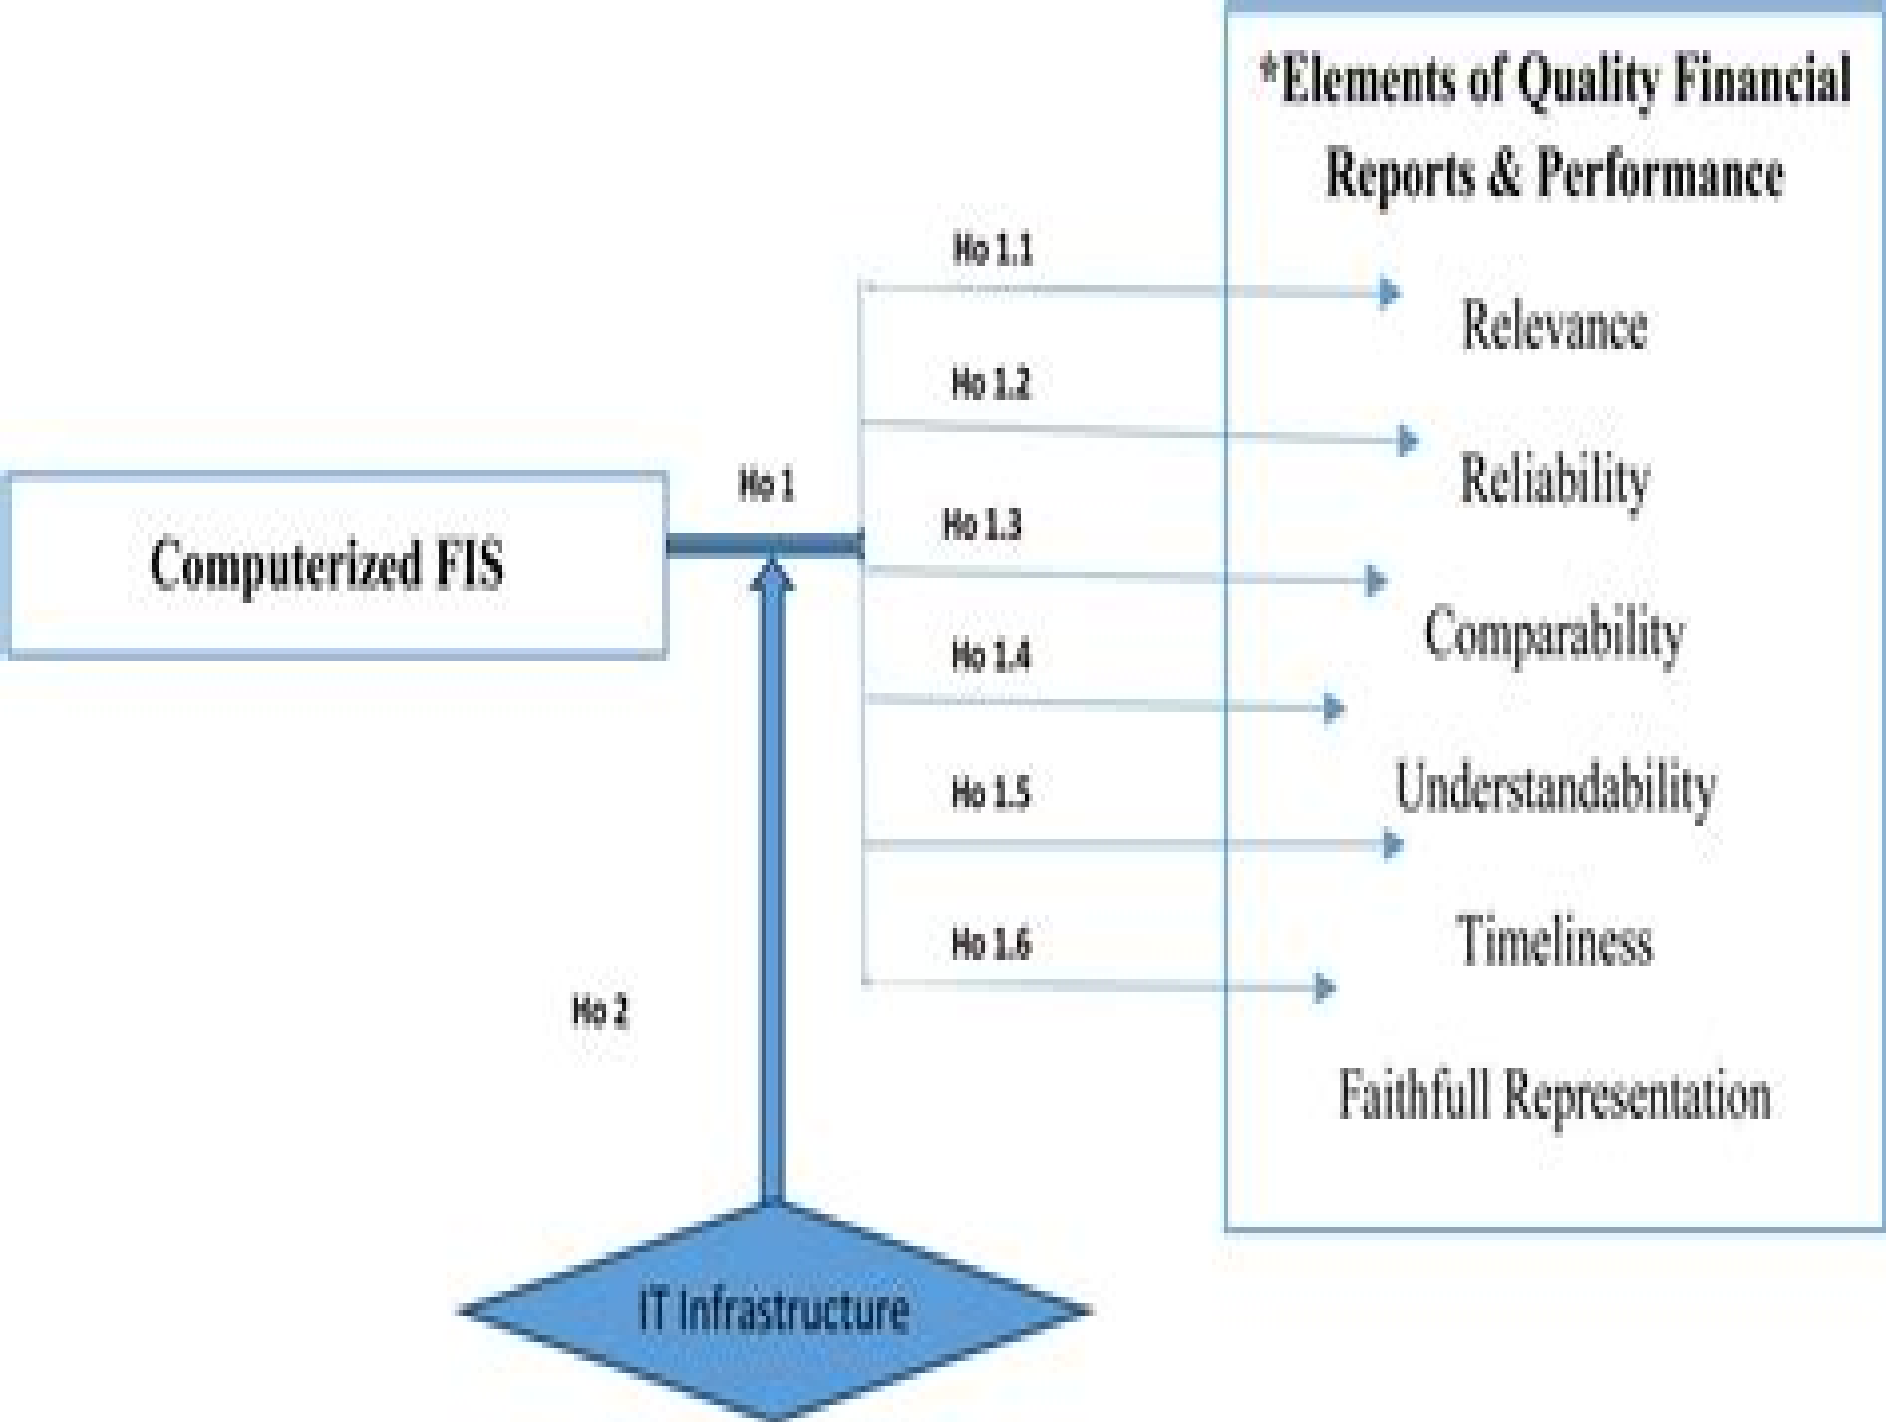 *Elements of Quality Financial
Reports & Performance
Ho 1.1
Relevance
Ho 1.2
Reliability
Ho 1
Ho 1.3
Computerized FIS
Comparability
Ho 1.4
Understandability
Ho 1.5
Timeliness
Ho 1.6
Ho 2
Faithfull Representation
IT Infrastructure